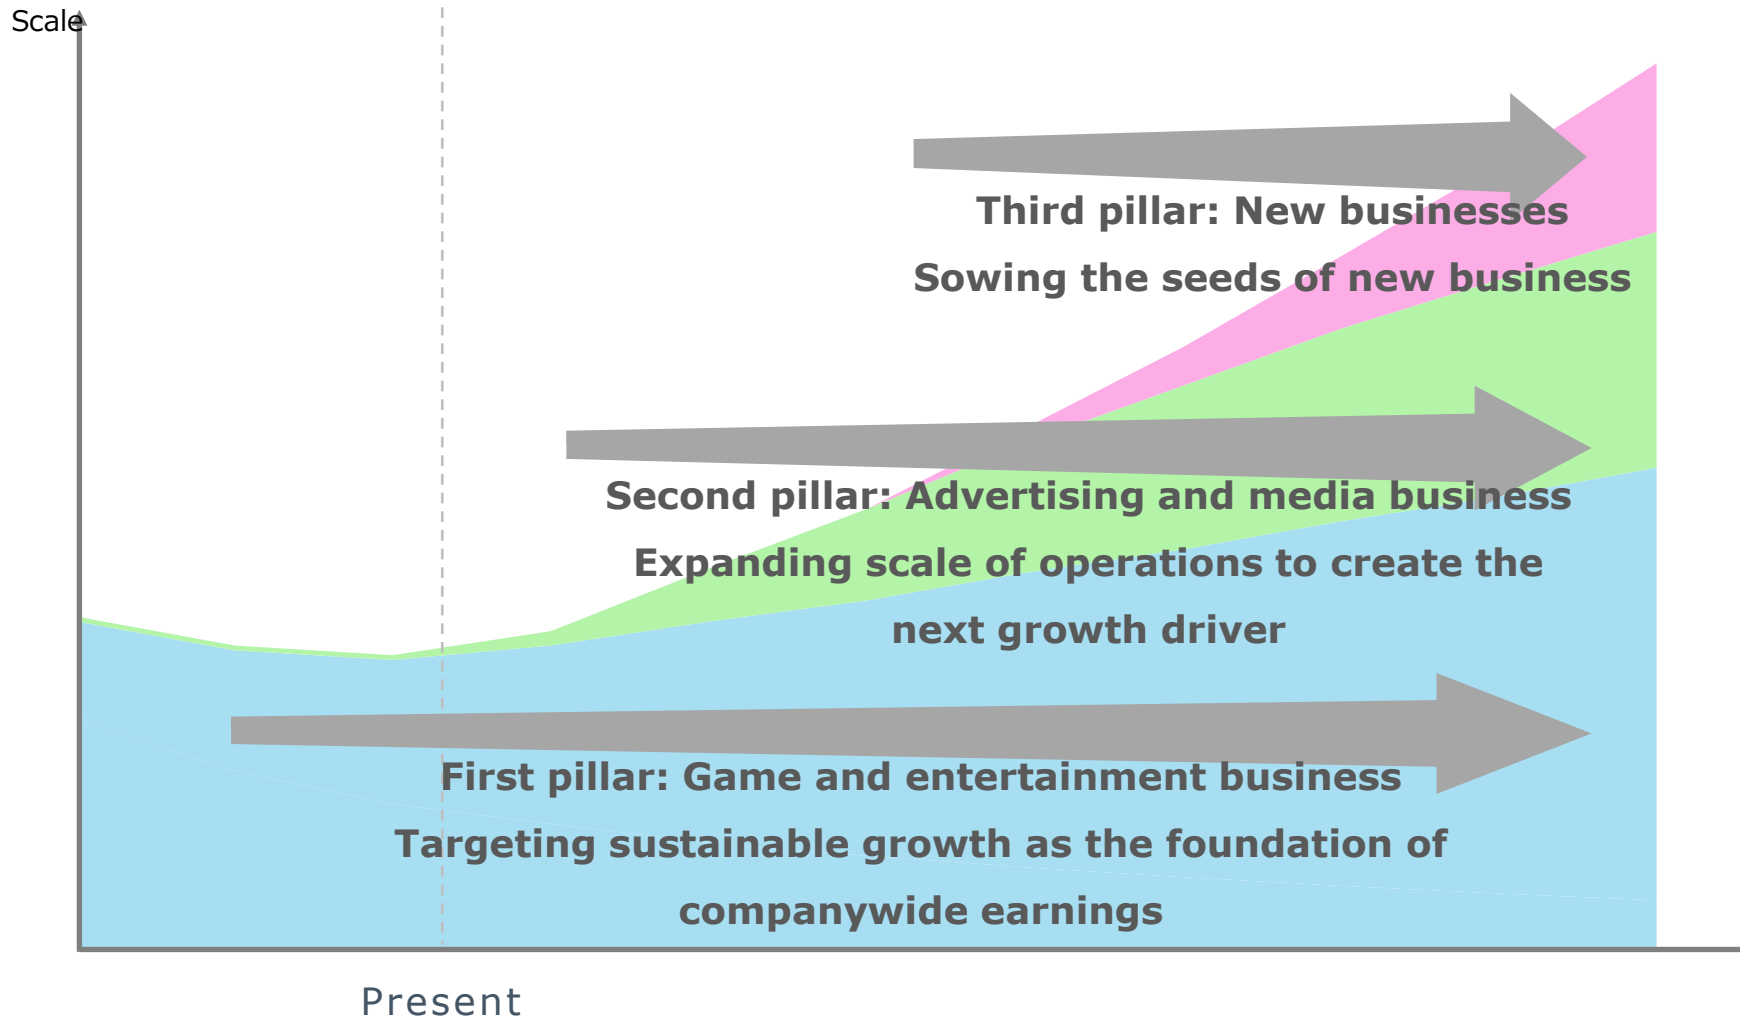 Scale
Third pillar: New businesses
Sowing the seeds of new business
Second pillar: Advertising and media business
Expanding scale of operations to create the
next growth driver
First pillar: Game and entertainment business
Targeting sustainable growth as the foundation of
companywide earnings
Present